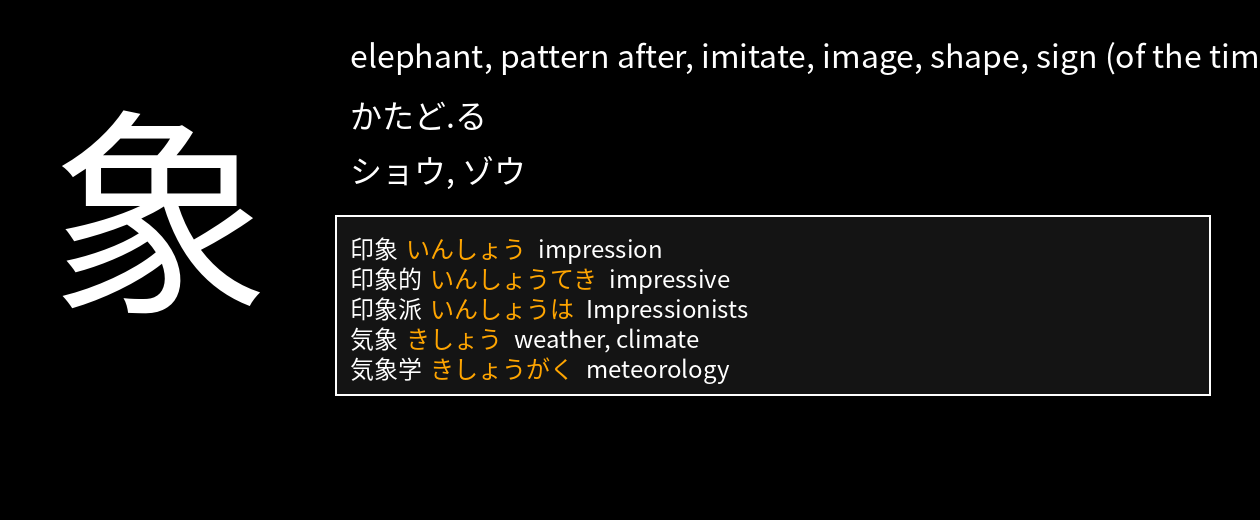 象
elephant, pattern after, imitate, image, shape, sign (of the tim
かたど.る
ショウ, ゾウ
印象 いんしょう impression
印象的 いんしょうてき impressive
印象派 いんしょうは Impressionists
気象 きしょう weather, climate
気象学 きしょうがく meteorology